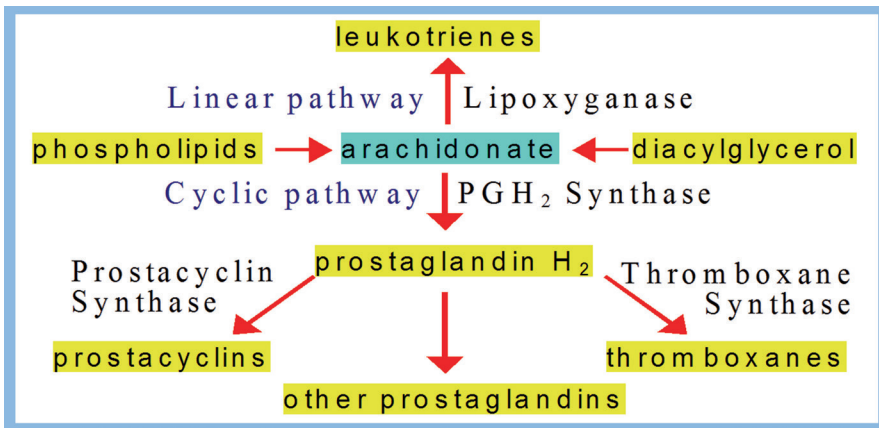 leukotrienes
Linear pathway Lipoxyganase
phospholipids arachidonate diacylglycerol
Cyclic pathway PGH₂ Synthase
prostaglandin H₂
Prostacyclin
Synthase
Thromboxane
Synthase
prostacyclins thromboxanes
other prostaglandins